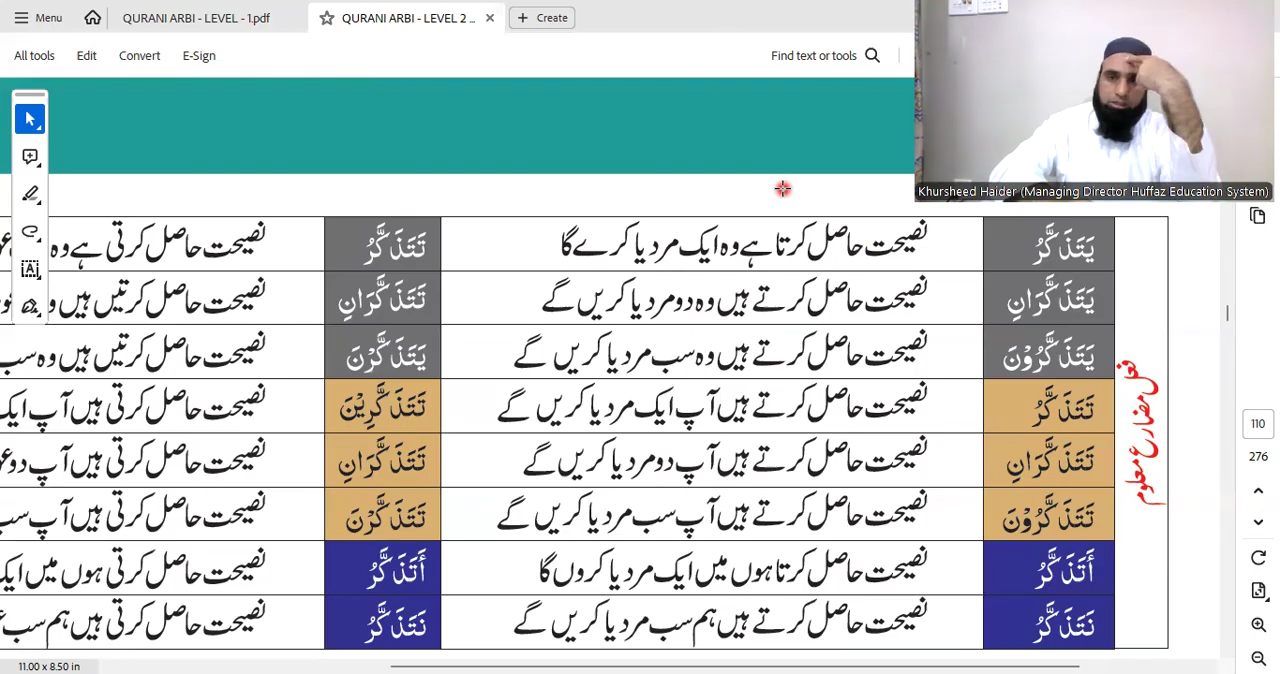 Menu QURANI ARBI - LEVEL - 1.pdf QURANI ARBI - LEVEL 2 ... Create
All tools Edit Convert E-Sign Find text or tools
Khursheed Haider (Managing Director Huffaz Education System)
فعل مضارع معلوم
يَتَذَكَّرُ نصیحت حاصل کرتا ہے وہ ایک مرد یا کرے گا تَتَذَكَّرُ نصیحت حاصل کرتی ہے وہ
يَتَذَكَّرَانِ نصیحت حاصل کرتے ہیں وہ دو مرد یا کریں گے تَتَذَكَّرَانِ نصیحت حاصل کرتیں ہیں وہ
يَتَذَكَّرُوْنَ نصیحت حاصل کرتے ہیں وہ سب مرد یا کریں گے يَتَذَكَّرْنَ نصیحت حاصل کرتیں ہیں وہ سب
تَتَذَكَّرُ نصیحت حاصل کرتے ہیں آپ ایک مرد یا کریں گے تَتَذَكَّرِيْنَ نصیحت حاصل کرتی ہیں آپ ایک
تَتَذَكَّرَانِ نصیحت حاصل کرتے ہیں آپ دو مرد یا کریں گے تَتَذَكَّرَانِ نصیحت حاصل کرتی ہیں آپ دو
تَتَذَكَّرُوْنَ نصیحت حاصل کرتے ہیں آپ سب مرد یا کریں گے تَتَذَكَّرْنَ نصیحت حاصل کرتی ہیں آپ سب
أَتَذَكَّرُ نصیحت حاصل کرتا ہوں میں ایک مرد یا کروں گا أَتَذَكَّرُ نصیحت حاصل کرتی ہوں میں ایک
نَتَذَكَّرُ نصیحت حاصل کرتے ہیں ہم سب مرد یا کریں گے نَتَذَكَّرُ نصیحت حاصل کرتی ہیں ہم سب
110
276
11.00 x 8.50 in